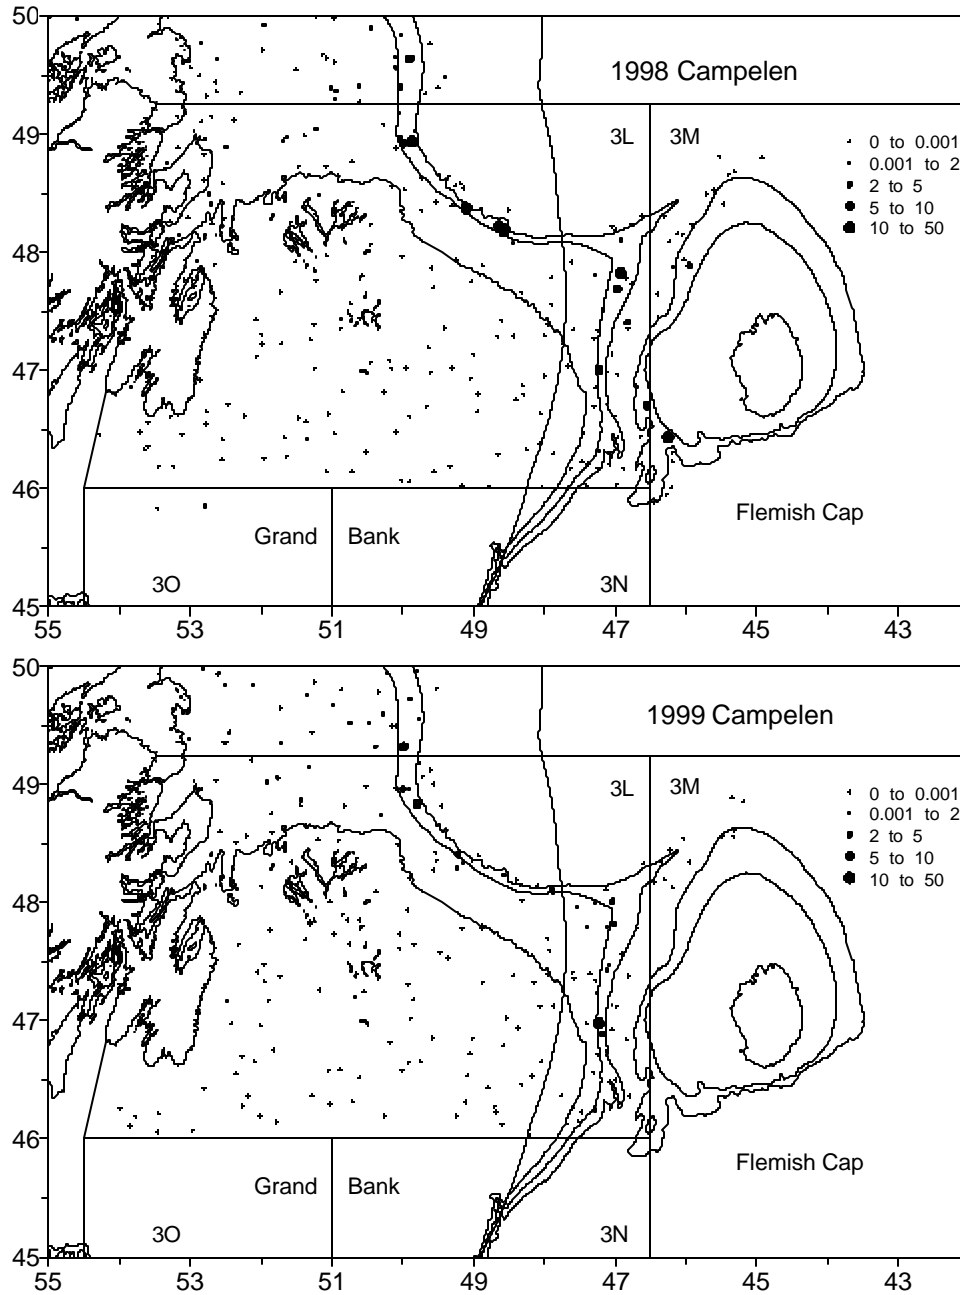 50
1998 Campelen
49
3L 3M
0 to 0.001
0.001 to 2
2 to 5
5 to 10
10 to 50
48
47
46
Flemish Cap
Grand Bank
3O 3N
45
55 53 51 49 47 45 43
50
1999 Campelen
49
3L 3M
0 to 0.001
0.001 to 2
2 to 5
5 to 10
10 to 50
48
47
46
Flemish Cap
Grand Bank
3O 3N
45
55 53 51 49 47 45 43